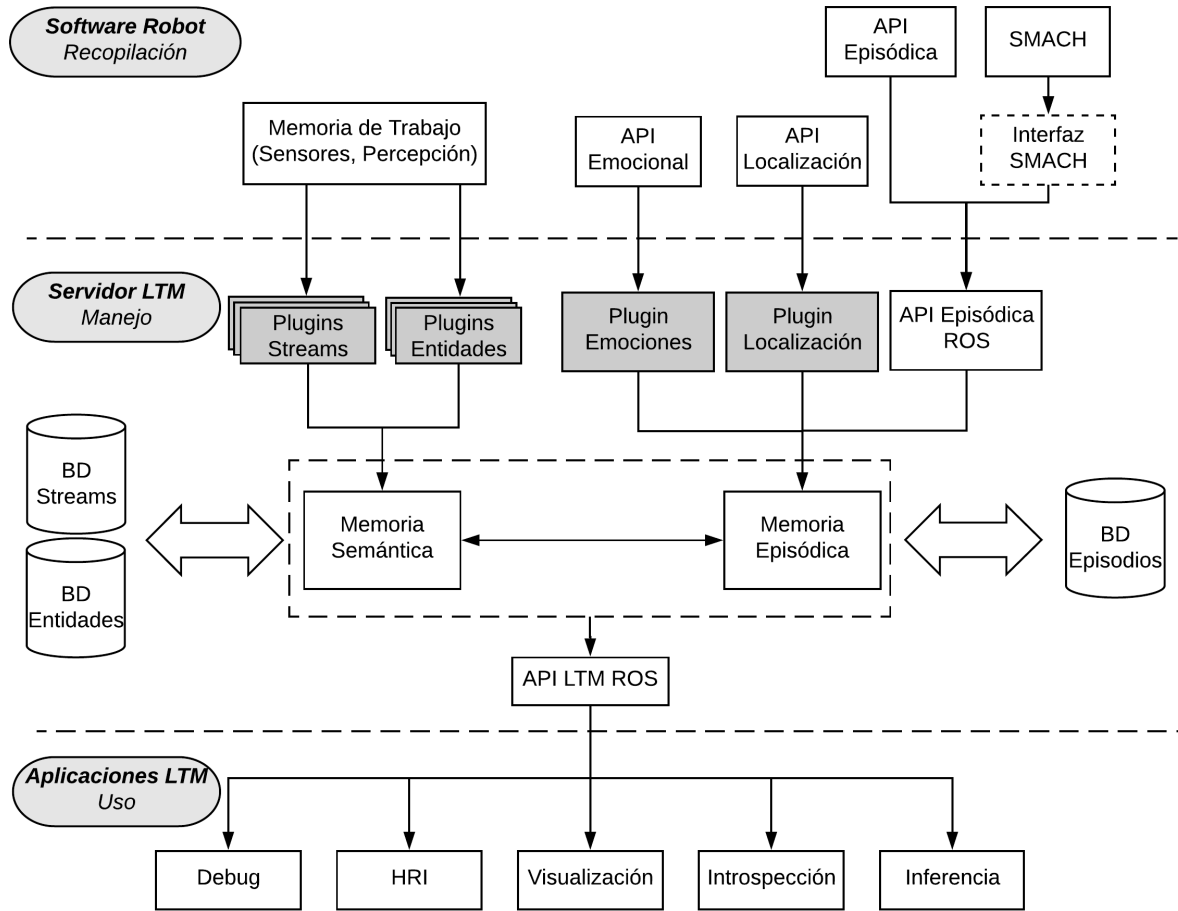 Software Robot
Recopilación
API
Episódica
SMACH
Memoria de Trabajo
(Sensores, Percepción)
API
Emocional
API
Localización
Interfaz
SMACH
Servidor LTM
Manejo
Plugins
Streams
Plugins
Entidades
Plugin
Emociones
Plugin
Localización
API Episódica
ROS
BD
Streams
BD
Entidades
Memoria
Semántica
Memoria
Episódica
BD
Episodios
API LTM ROS
Aplicaciones LTM
Uso
Debug
HRI
Visualización
Introspección
Inferencia